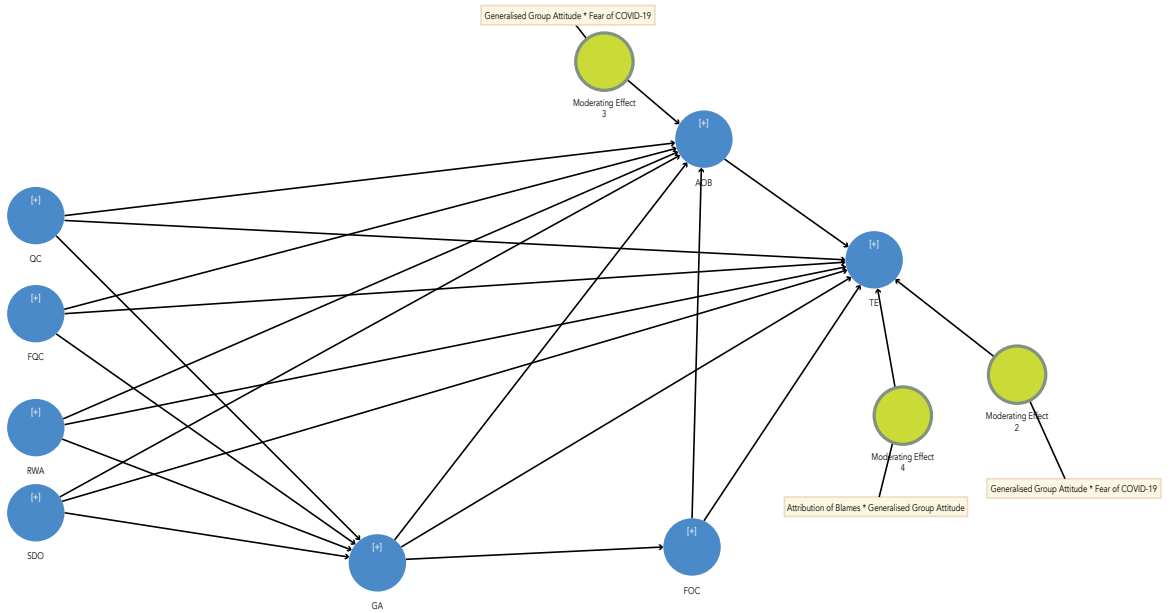 Generalised Group Attitude * Fear of COVID-19
Moderating Effect
3
[+]
AOB
[+]
QC
[+]
TE
[+]
FQC
Moderating Effect
2
[+]
RWA
Moderating Effect
4
Generalised Group Attitude * Fear of COVID-19
[+]
SDO
Attribution of Blames * Generalised Group Attitude
[+]
GA
[+]
FOC